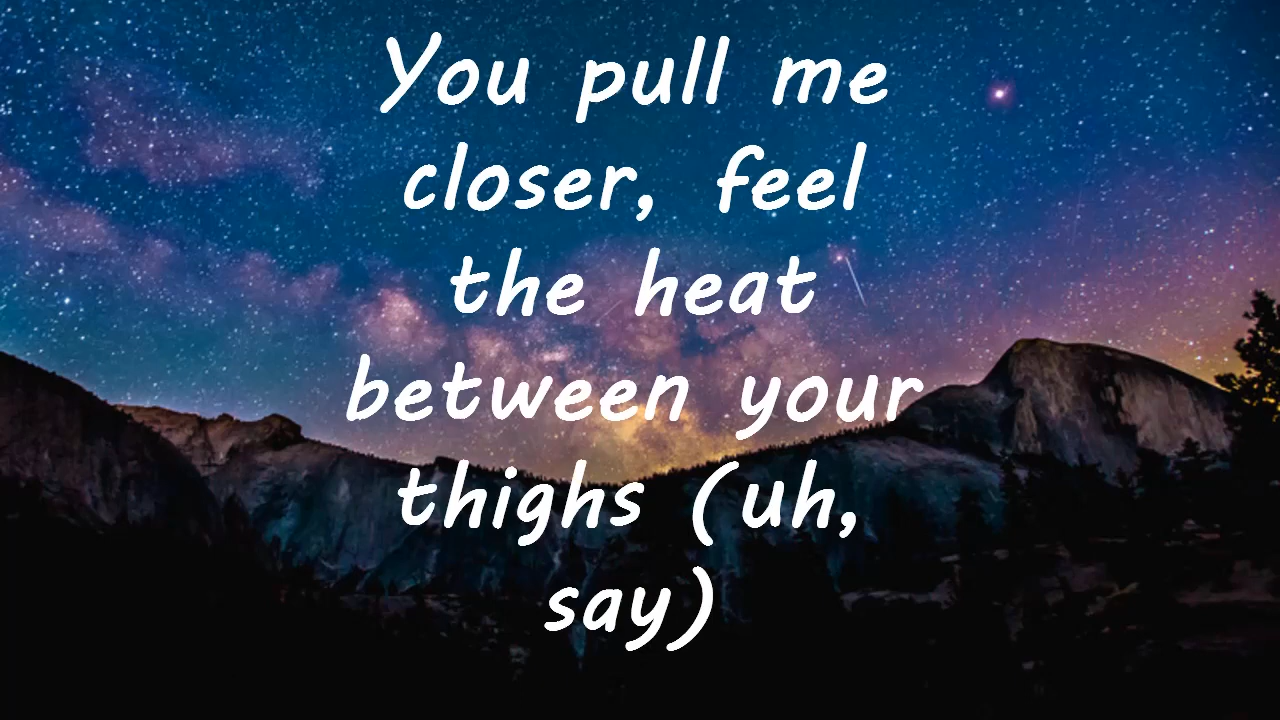 You pull me
closer, feel
the heat
between your
thighs (uh,
say)